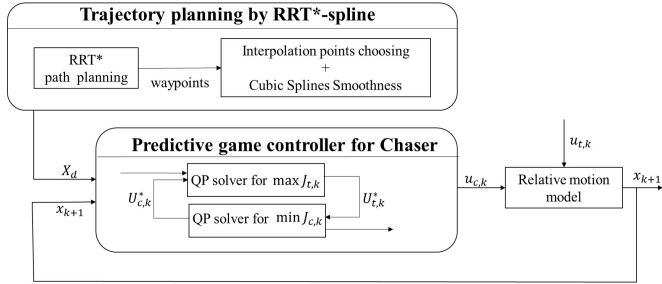 Trajectory planning by RRT*-spline
RRT*
path planning
waypoints
Interpolation points choosing
+
Cubic Splines Smoothness
Predictive game controller for Chaser
X_d
x_{k+1}
QP solver for max J_{t,k}
U^*_{c,k}
U^*_{t,k}
QP solver for min J_{c,k}
u_{c,k}
u_{t,k}
Relative motion
model
x_{k+1}